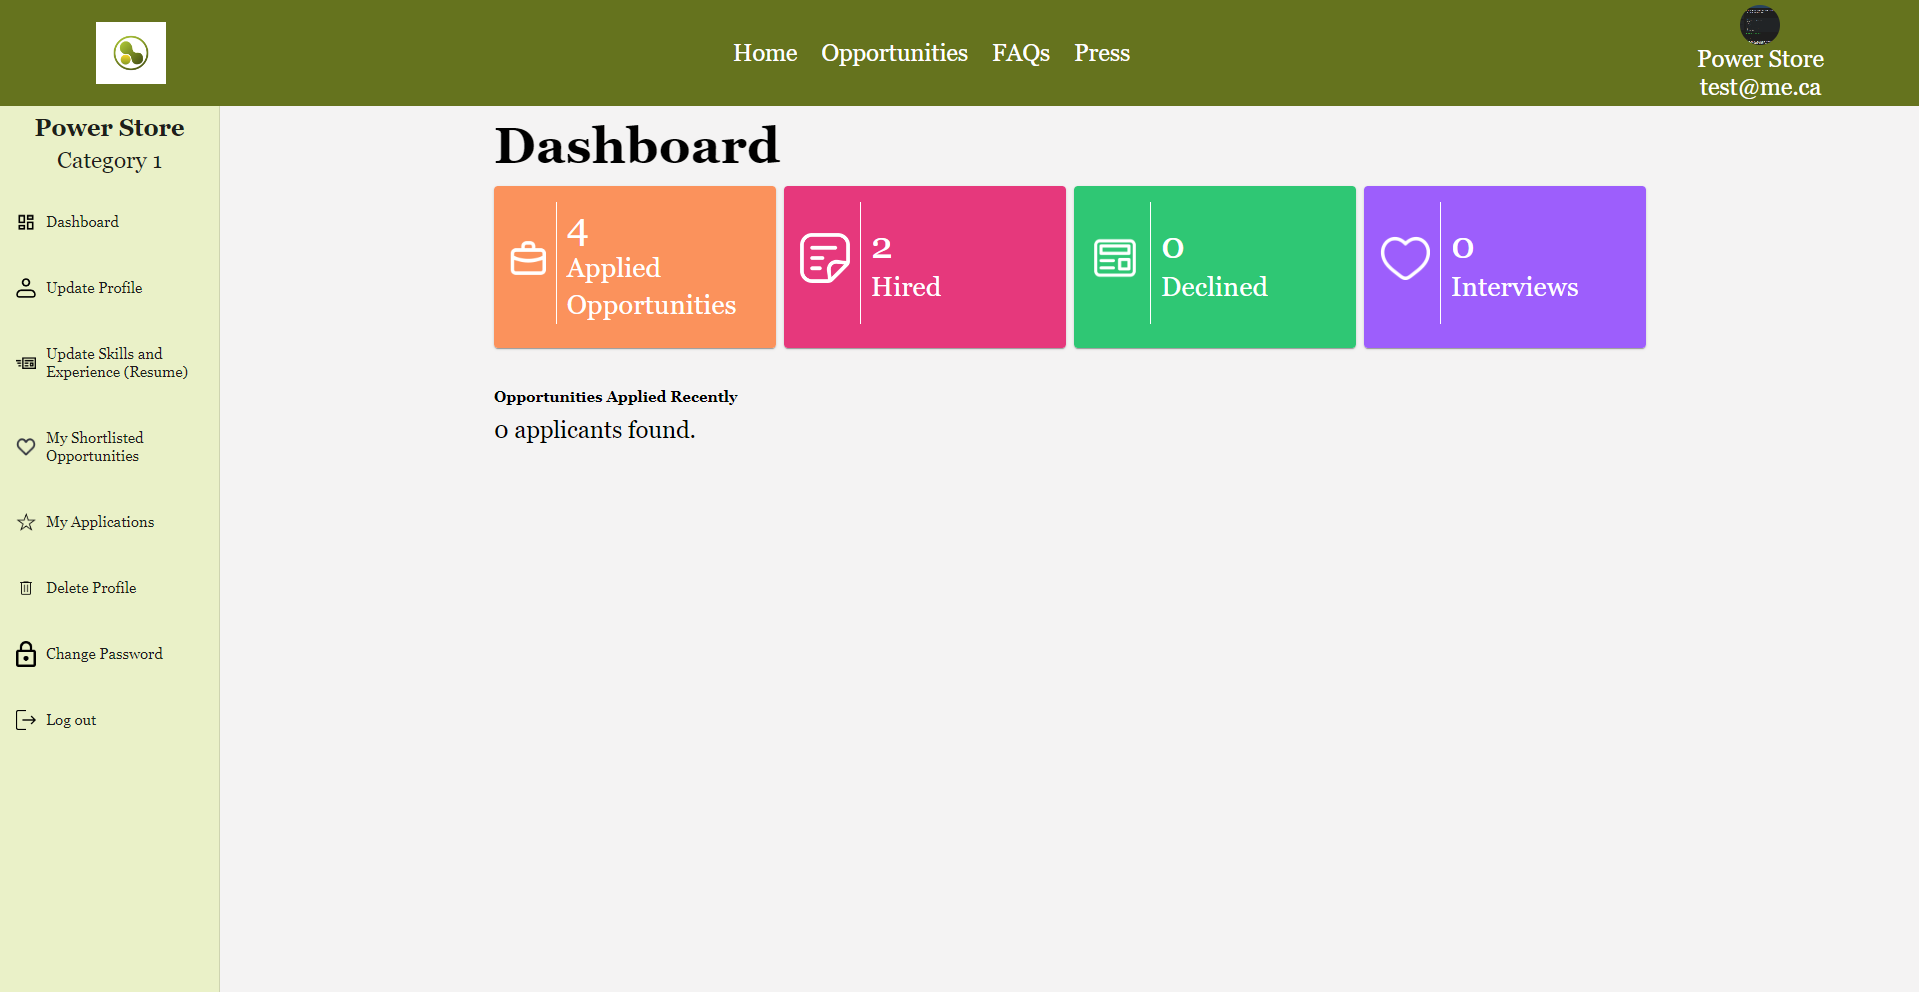 Home Opportunities FAQs Press
Power Store
test@me.ca
Power Store
Category 1
Dashboard
Update Profile
Update Skills and
Experience (Resume)
My Shortlisted
Opportunities
My Applications
Delete Profile
Change Password
Log out
Dashboard
4
Applied
Opportunities
2
Hired
0
Declined
0
Interviews
Opportunities Applied Recently
0 applicants found.